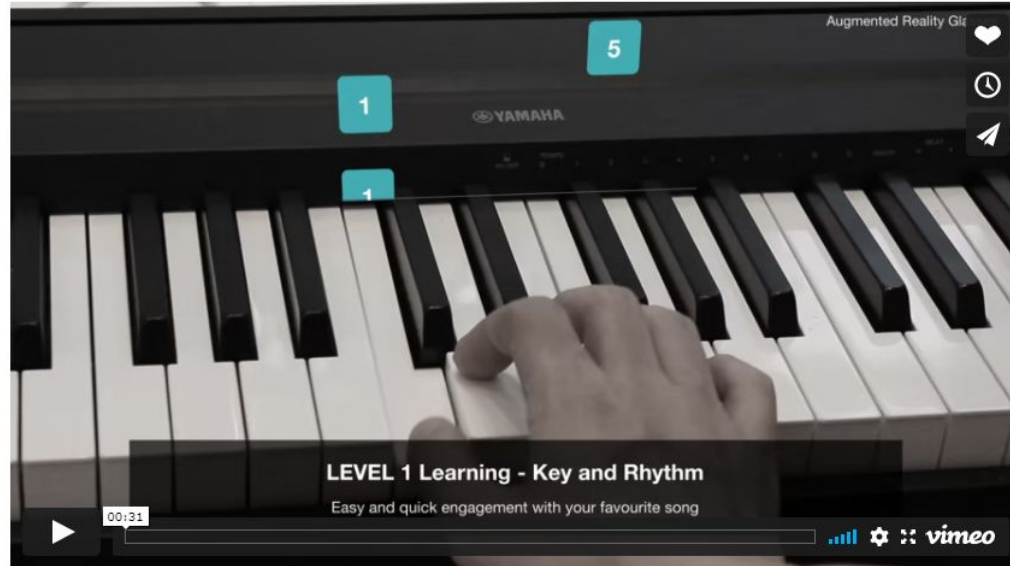 Augmented Reality Gla
5
1
YAMAHA
1
LEVEL 1 Learning - Key and Rhythm
Easy and quick engagement with your favourite song
00:31
vimeo